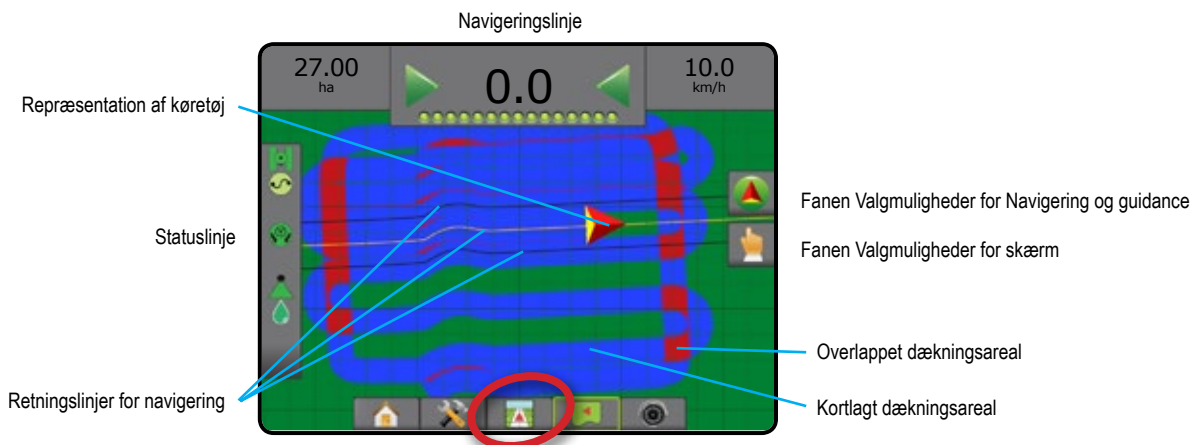 Navigeringslinje
27.00
ha
0.0
10.0
km/h
Repræsentation af køretøj
Fanen Valgmuligheder for Navigering og guidance
Statuslinje
Fanen Valgmuligheder for skærm
Overlappet dækningsareal
Retningslinjer for navigering
Kortlagt dækningsareal